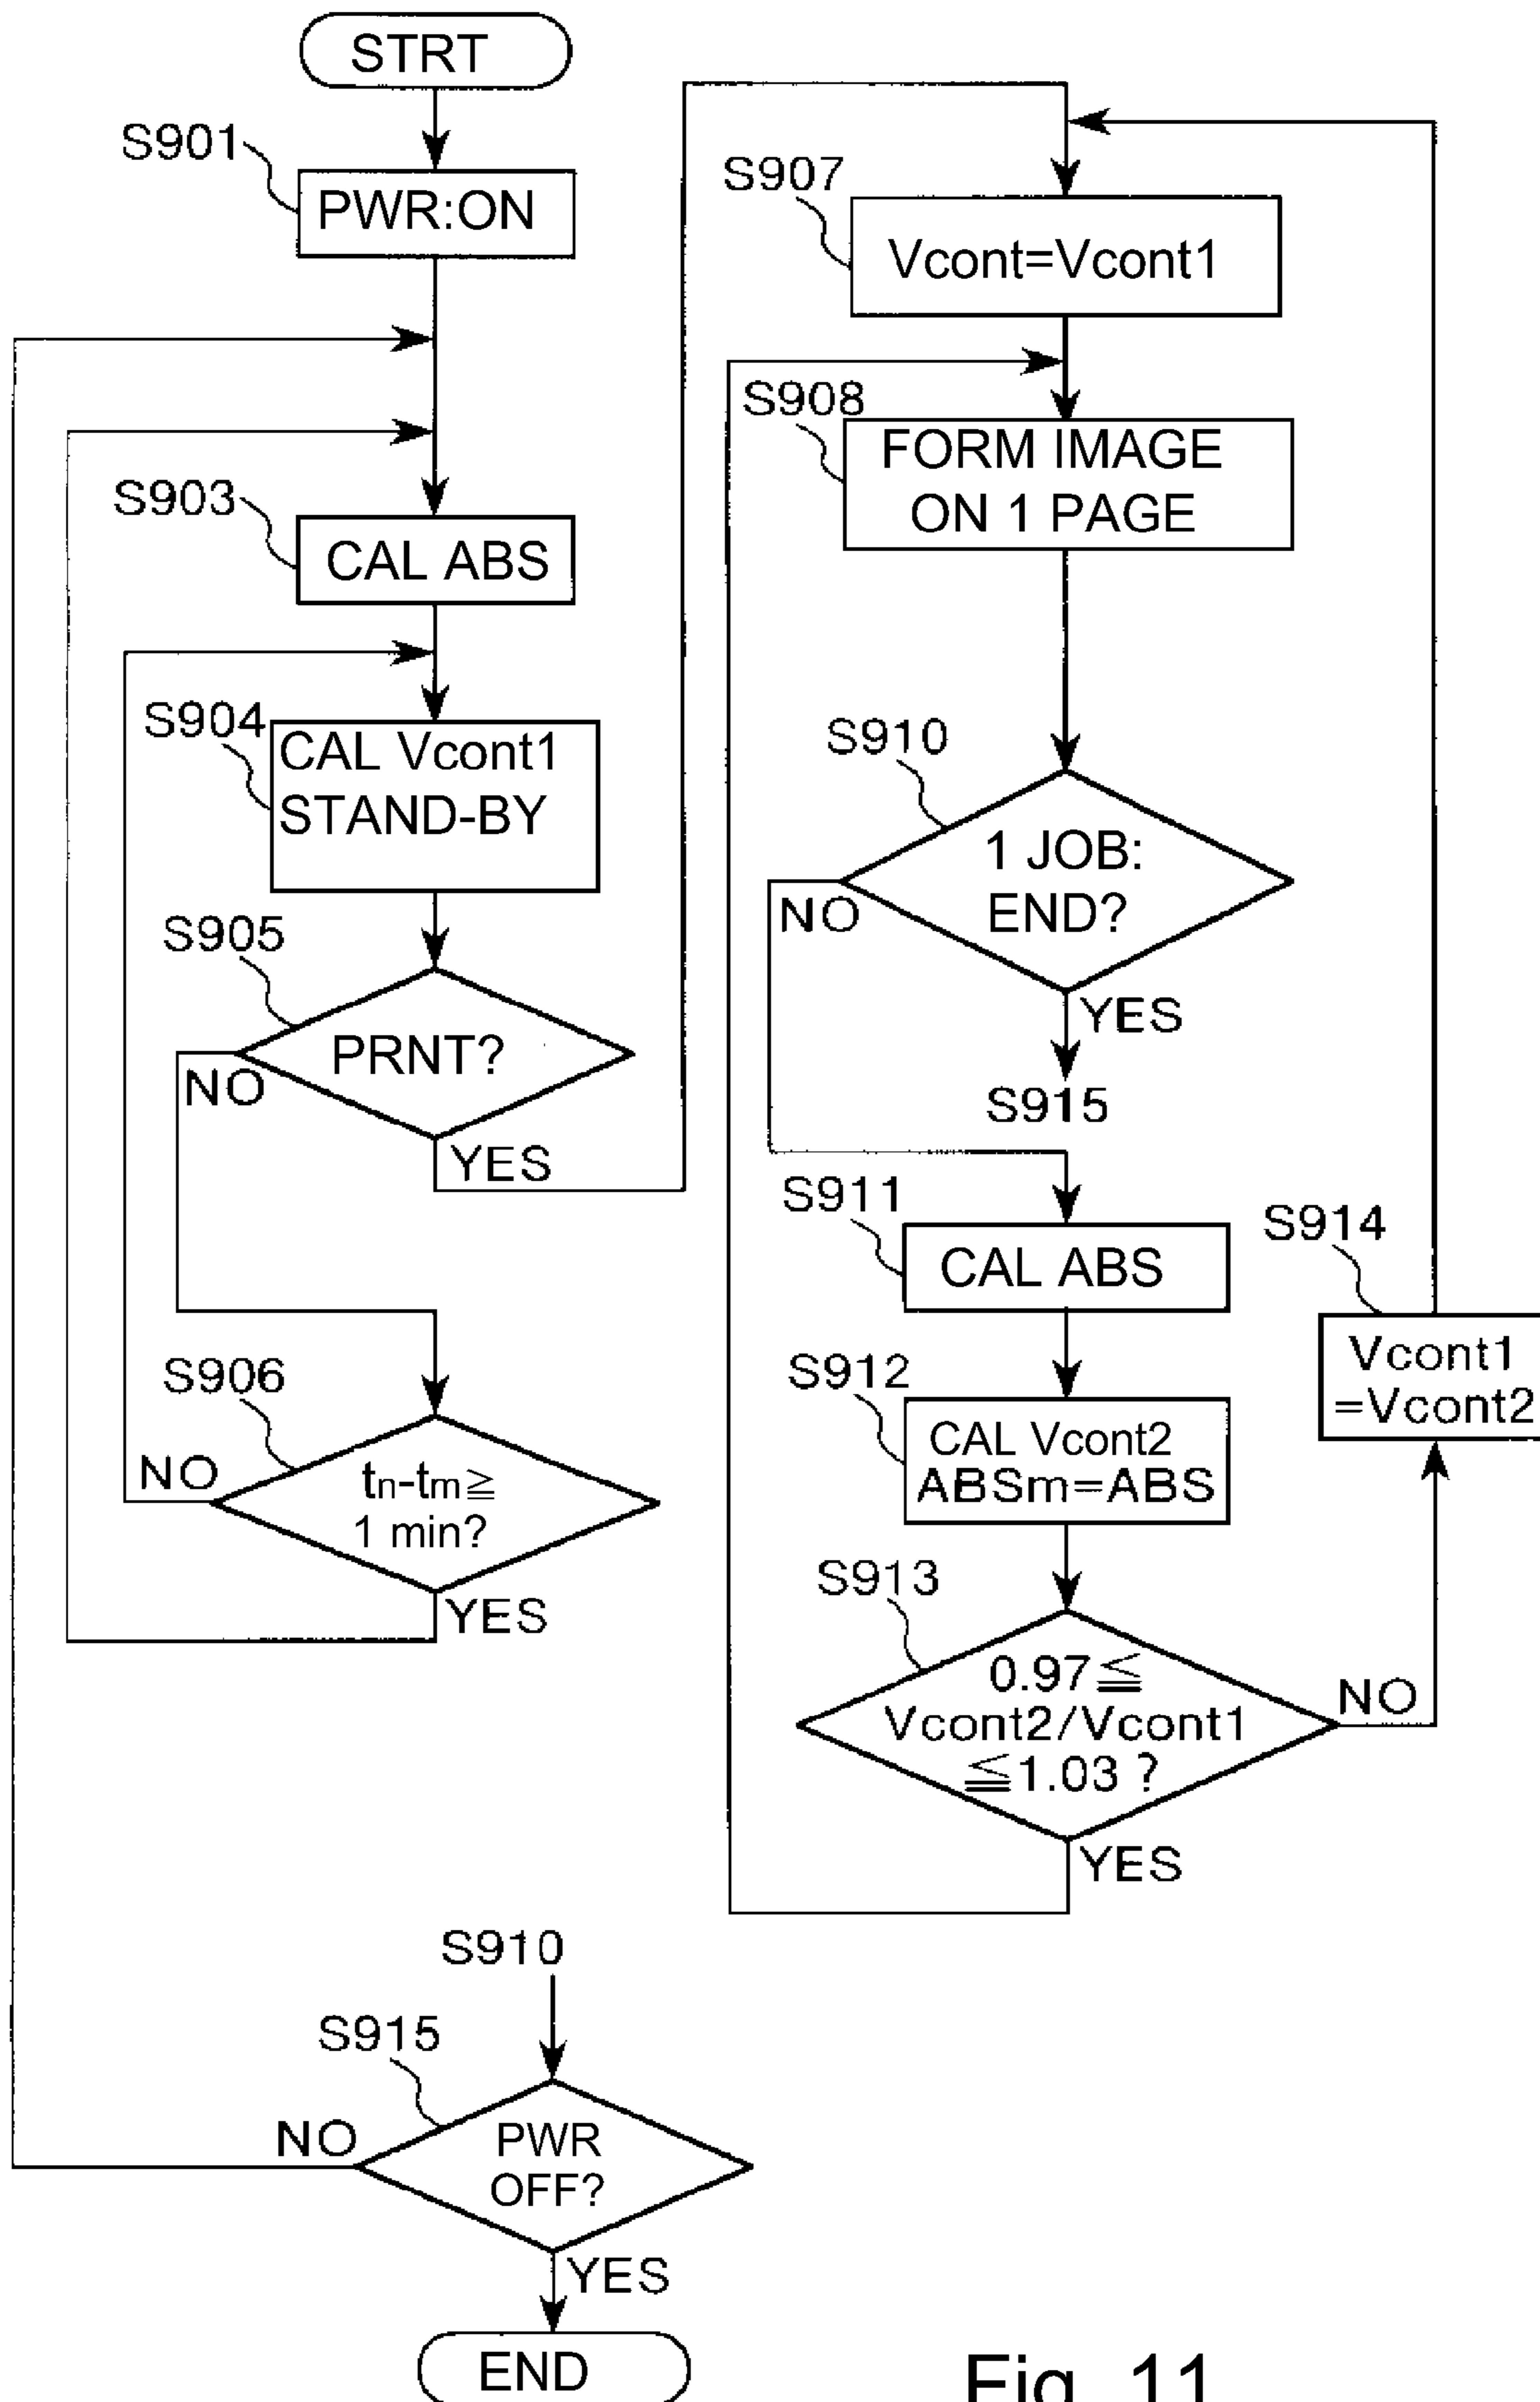 STRT
S901
PWR:ON
S903
CAL ABS
S904
CAL Vcont1
STAND-BY
S905
PRNT?
NO
YES
S906
tn-tm≧
1 min?
NO
YES
S907
Vcont=Vcont1
S908
FORM IMAGE
ON 1 PAGE
S910
1 JOB:
END?
NO
YES
S915
S911
CAL ABS
S912
CAL Vcont2
ABSm=ABS
S913
0.97≦
Vcont2/Vcont1
≦1.03 ?
NO
YES
S914
Vcont1
=Vcont2
S910
S915
PWR
OFF?
NO
YES
END
Fig. 11